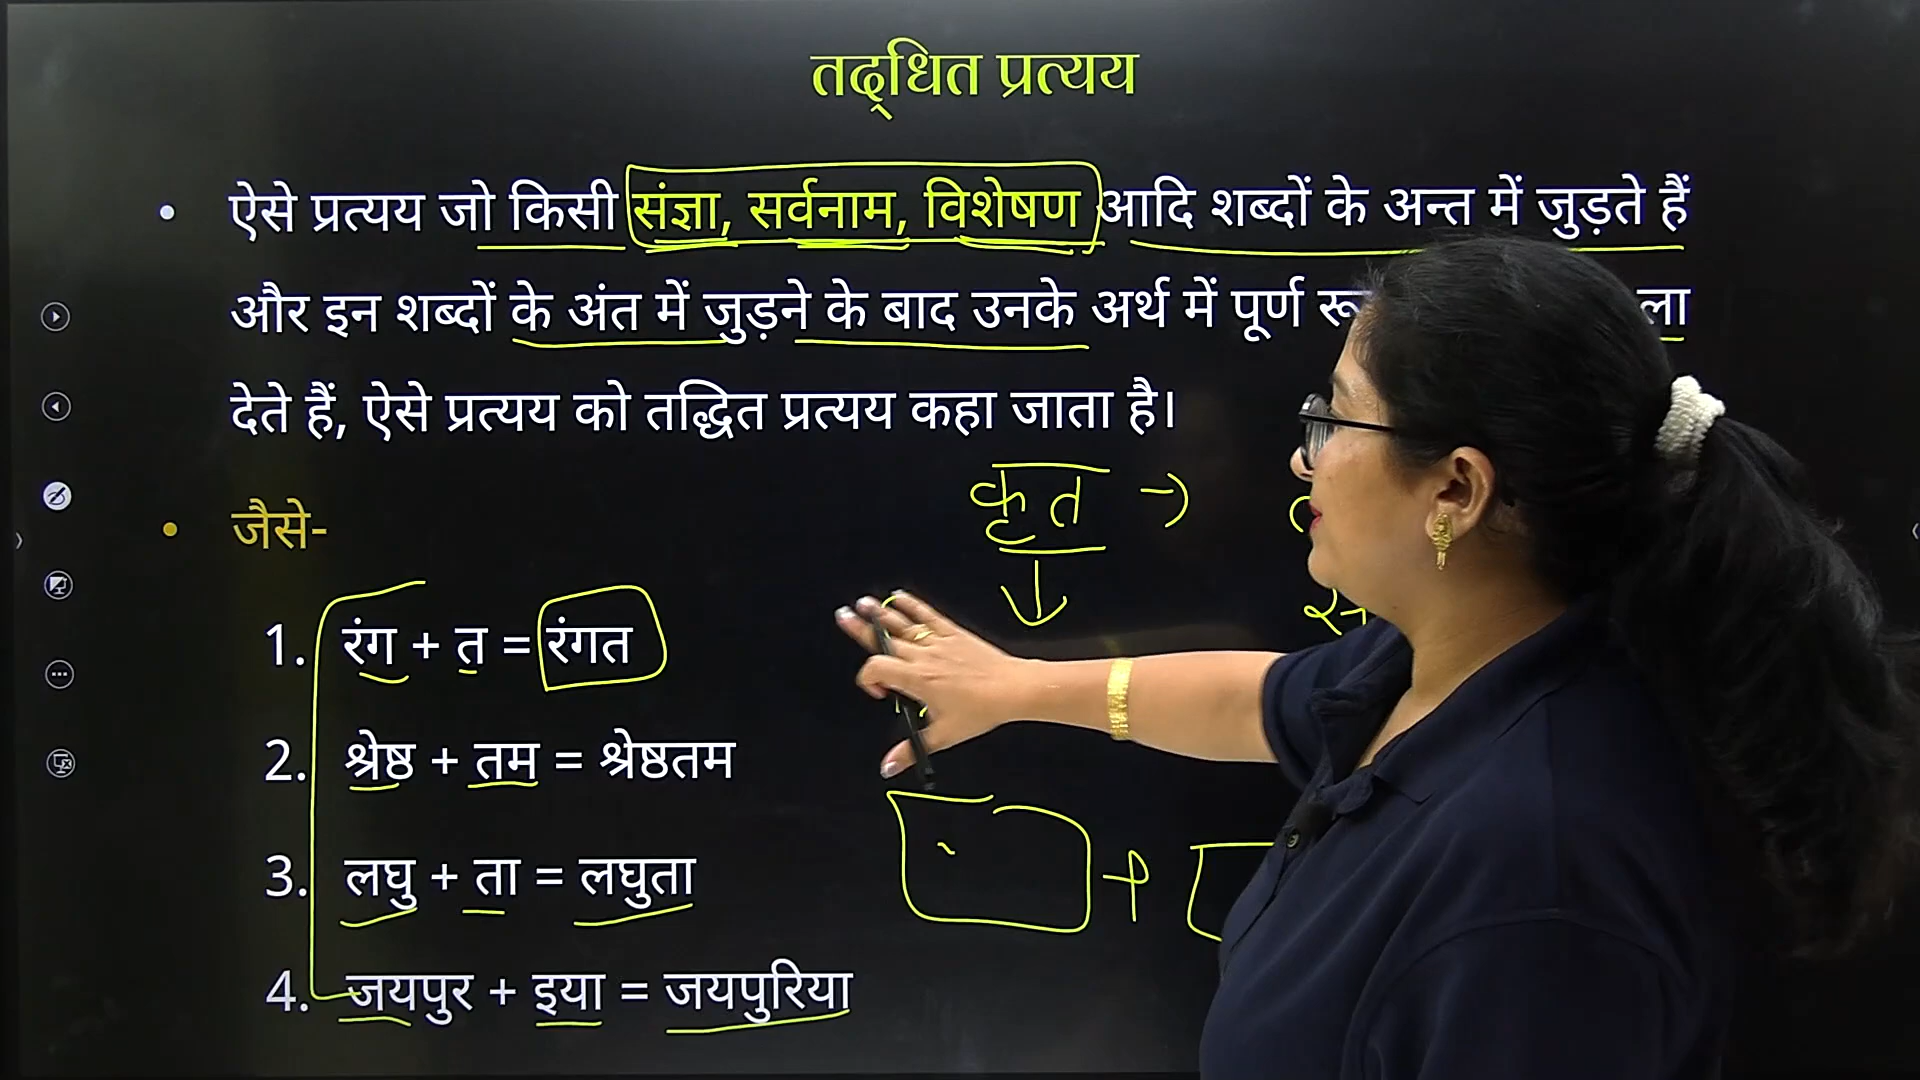 तद्धित प्रत्यय
• ऐसे प्रत्यय जो किसी संज्ञा, सर्वनाम, विशेषण आदि शब्दों के अन्त में जुड़ते हैं
और इन शब्दों के अंत में जुड़ने के बाद उनके अर्थ में पूर्ण
देते हैं, ऐसे प्रत्यय को तद्धित प्रत्यय कहा जाता है।
कृत →
• जैसे-
1. रंग + त = रंगत
2. श्रेष्ठ + तम = श्रेष्ठतम
3. लघु + ता = लघुता
+
4. जयपुर + इया = जयपुरिया